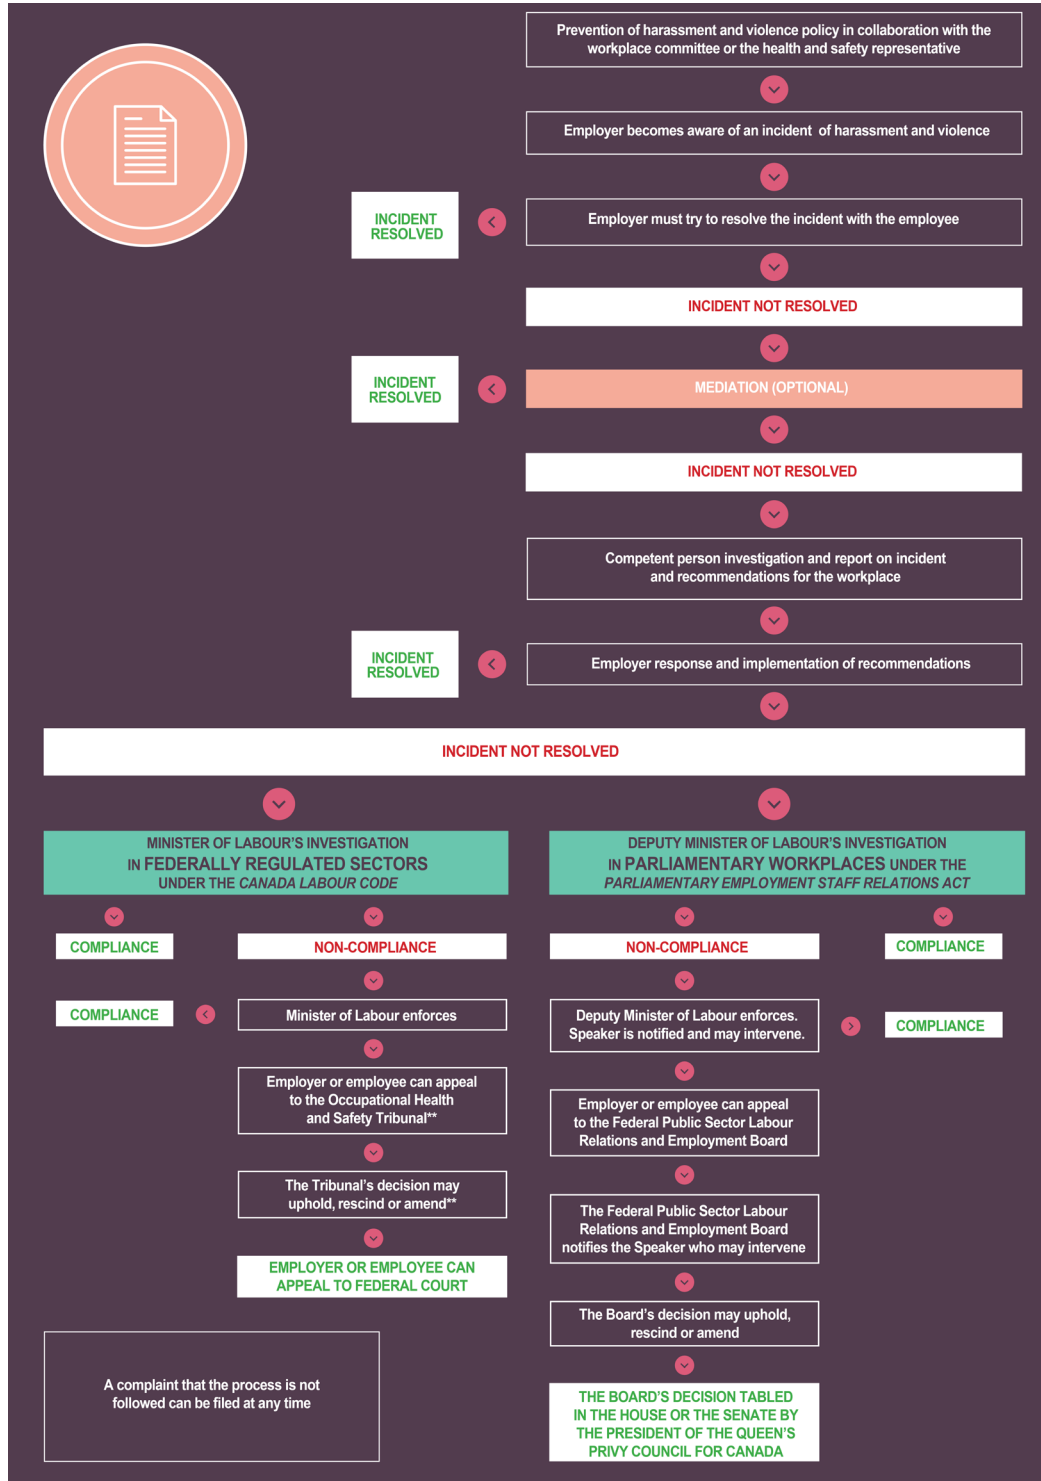 Prevention of harassment and violence policy in collaboration with the
workplace committee or the health and safety representative
Employer becomes aware of an incident of harassment and violence
Employer must try to resolve the incident with the employee
INCIDENT
RESOLVED
INCIDENT NOT RESOLVED
MEDIATION (OPTIONAL)
INCIDENT
RESOLVED
INCIDENT NOT RESOLVED
Competent person investigation and report on incident
and recommendations for the workplace
Employer response and implementation of recommendations
INCIDENT
RESOLVED
INCIDENT NOT RESOLVED
MINISTER OF LABOUR'S INVESTIGATION
IN FEDERALLY REGULATED SECTORS
UNDER THE CANADA LABOUR CODE
COMPLIANCE
NON-COMPLIANCE
COMPLIANCE
Minister of Labour enforces
Employer or employee can appeal
to the Occupational Health
and Safety Tribunal**
The Tribunal's decision may
uphold, rescind or amend**
EMPLOYER OR EMPLOYEE CAN
APPEAL TO FEDERAL COURT
DEPUTY MINISTER OF LABOUR'S INVESTIGATION
IN PARLIAMENTARY WORKPLACES UNDER THE
PARLIAMENTARY EMPLOYMENT STAFF RELATIONS ACT
NON-COMPLIANCE
COMPLIANCE
Deputy Minister of Labour enforces.
Speaker is notified and may intervene.
COMPLIANCE
Employer or employee can appeal
to the Federal Public Sector Labour
Relations and Employment Board
The Federal Public Sector Labour
Relations and Employment Board
notifies the Speaker who may intervene
The Board's decision may uphold,
rescind or amend
THE BOARD'S DECISION TABLED
IN THE HOUSE OR THE SENATE BY
THE PRESIDENT OF THE QUEEN'S
PRIVY COUNCIL FOR CANADA
A complaint that the process is not
followed can be filed at any time